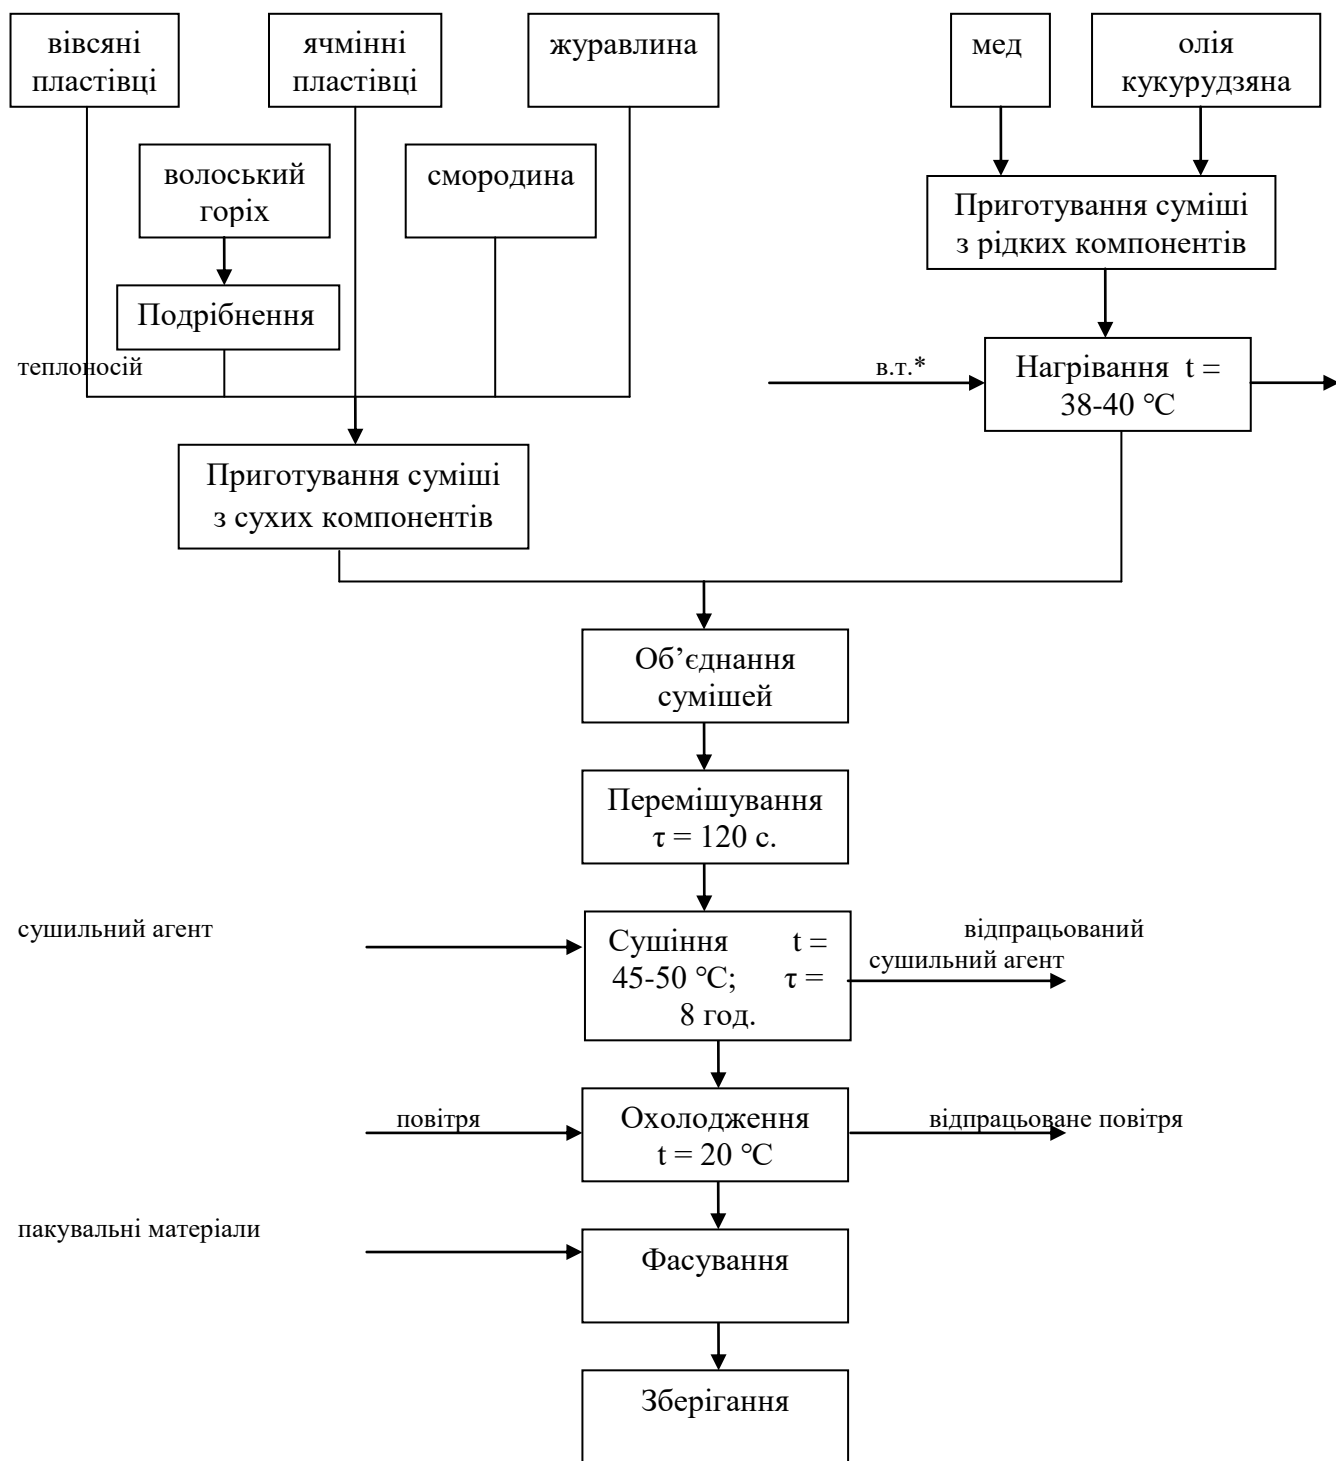 вівсяні
пластівці
ячмінні
пластівці
журавлина
мед
олія
кукурудзяна
волоський
горіх
смородина
Приготування суміші
з рідких компонентів
Подрібнення
теплоносій
в.т.*
Нагрівання t =
38-40 °С
Приготування суміші
з сухих компонентів
Об’єднання
сумішей
Перемішування
τ = 120 с.
сушильний агент
Сушіння t =
45-50 °С; τ =
8 год.
відпрацьований
сушильний агент
повітря
Охолодження
t = 20 °С
відпрацьоване повітря
пакувальні матеріали
Фасування
Зберігання